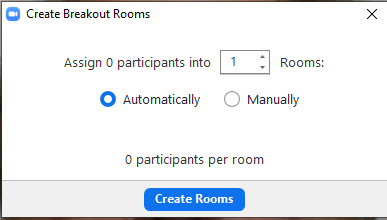 Create Breakout Rooms
Assign 0 participants into 1 Rooms:
Automatically Manually
0 participants per room
Create Rooms